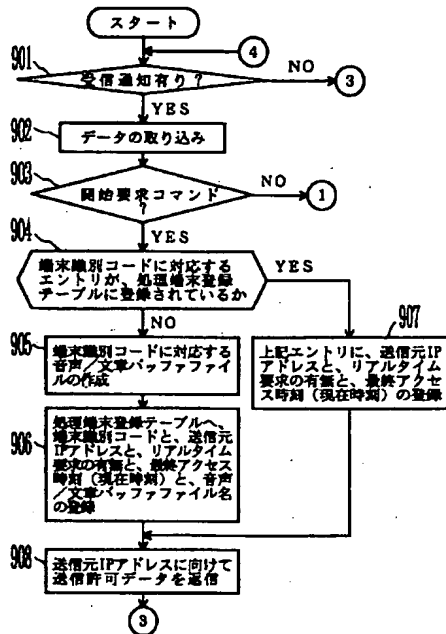 スタート
④
901
受信通知有り?
NO
③
YES
902
データの取り込み
903
開始要求コマンド
?
NO
①
YES
904
端末識別コードに対応する
エントリが、処理端末登録
テーブルに登録されているか
YES
NO
905
端末識別コードに対応する
音声/文章バッファファイ
ルの作成
907
上記エントリに、送信元IP
アドレスと、リアルタイム
要求の有無と、最終アクセ
ス時刻(現在時刻)の登録
906
処理端末登録テーブルへ、
端末識別コードと、送信元
IPアドレスと、リアルタイム
要求の有無と、最終アクセス
時刻(現在時刻)と、音声
/文章バッファファイル名
の登録
908
送信元IPアドレスに向けて
送信許可データを返信
③